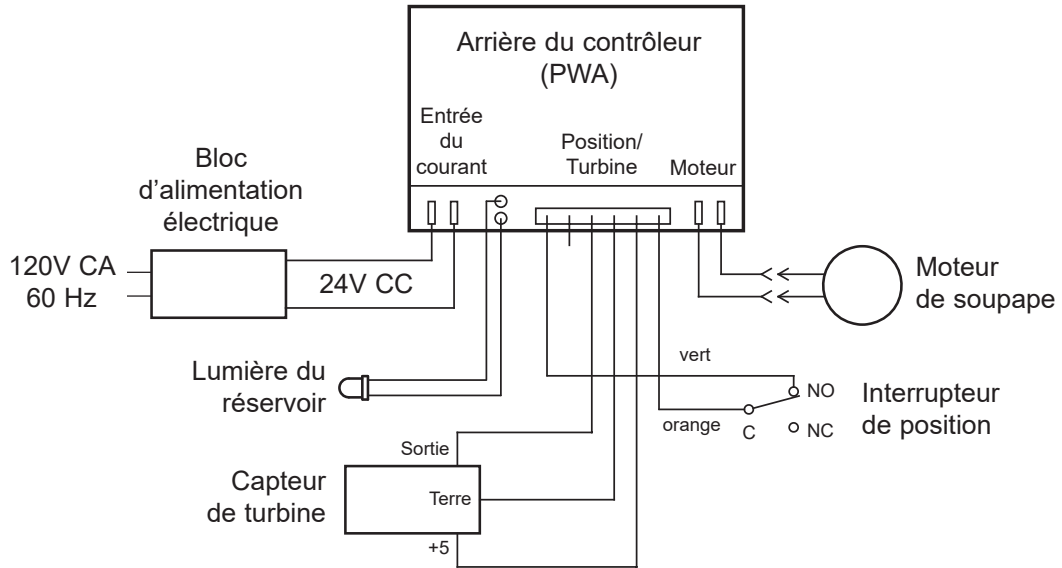 Arrière du contrôleur
(PWA)
Entrée
du
courant
Position/
Turbine
Moteur
Bloc
d’alimentation
électrique
120V CA
60 Hz
24V CC
Moteur
de soupape
Lumière du
réservoir
vert
NO
orange
C
NC
Interrupteur
de position
Sortie
Capteur
de turbine
Terre
+5